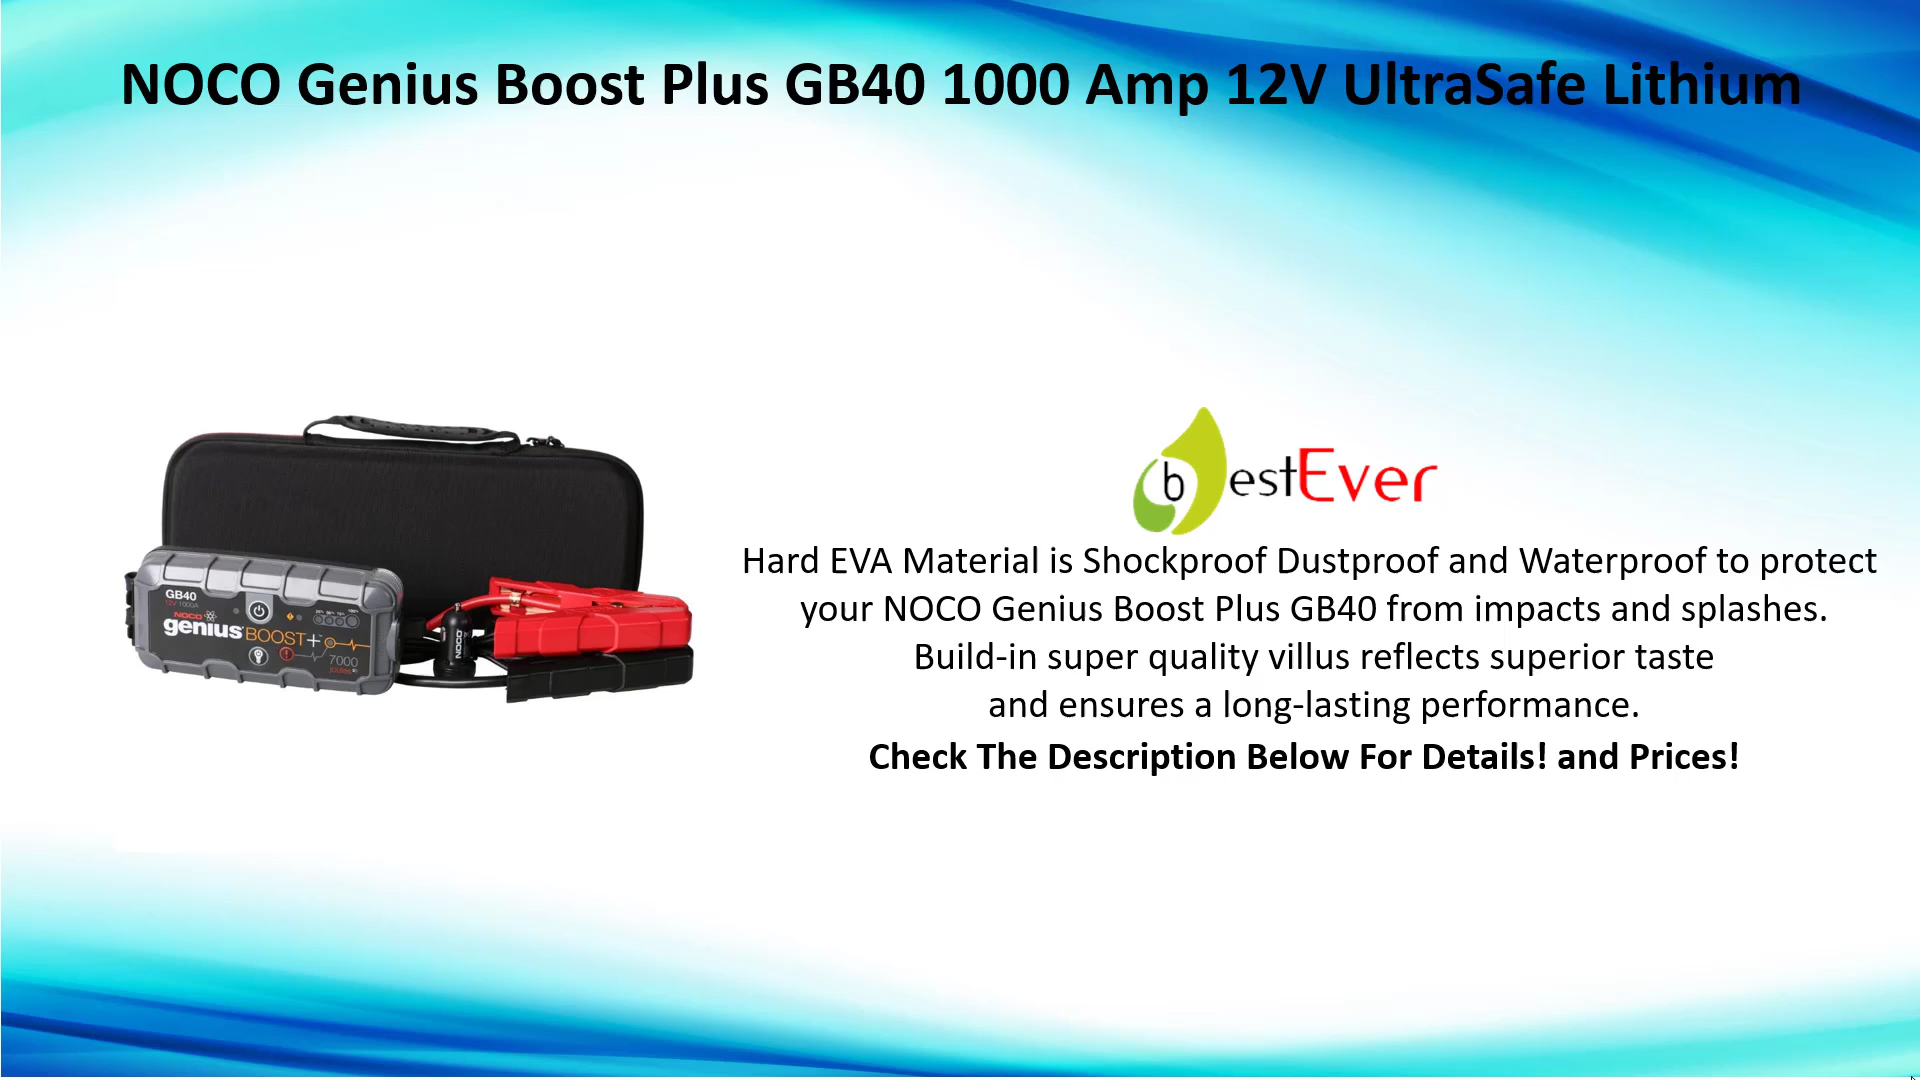 NOCO Genius Boost Plus GB40 1000 Amp 12V UltraSafe Lithium
bestEver
Hard EVA Material is Shockproof Dustproof and Waterproof to protect
your NOCO Genius Boost Plus GB40 from impacts and splashes.
Build-in super quality villus reflects superior taste
and ensures a long-lasting performance.
Check The Description Below For Details! and Prices!
GB40
12V 1000A
NOCO
genius BOOST+
7000
NOCO